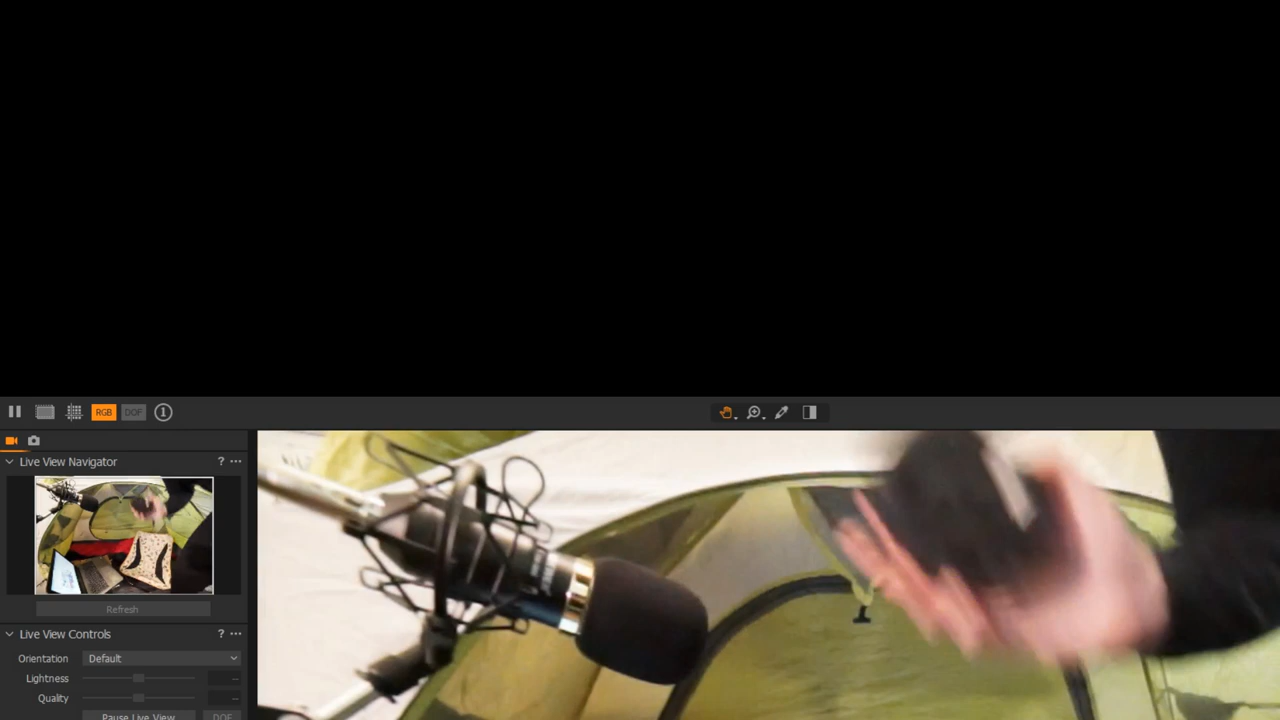 RGB DOF
Live View Navigator ? ...
Refresh
Live View Controls ? ...
Orientation Default
Lightness --
Quality --
Pause Live View DOF